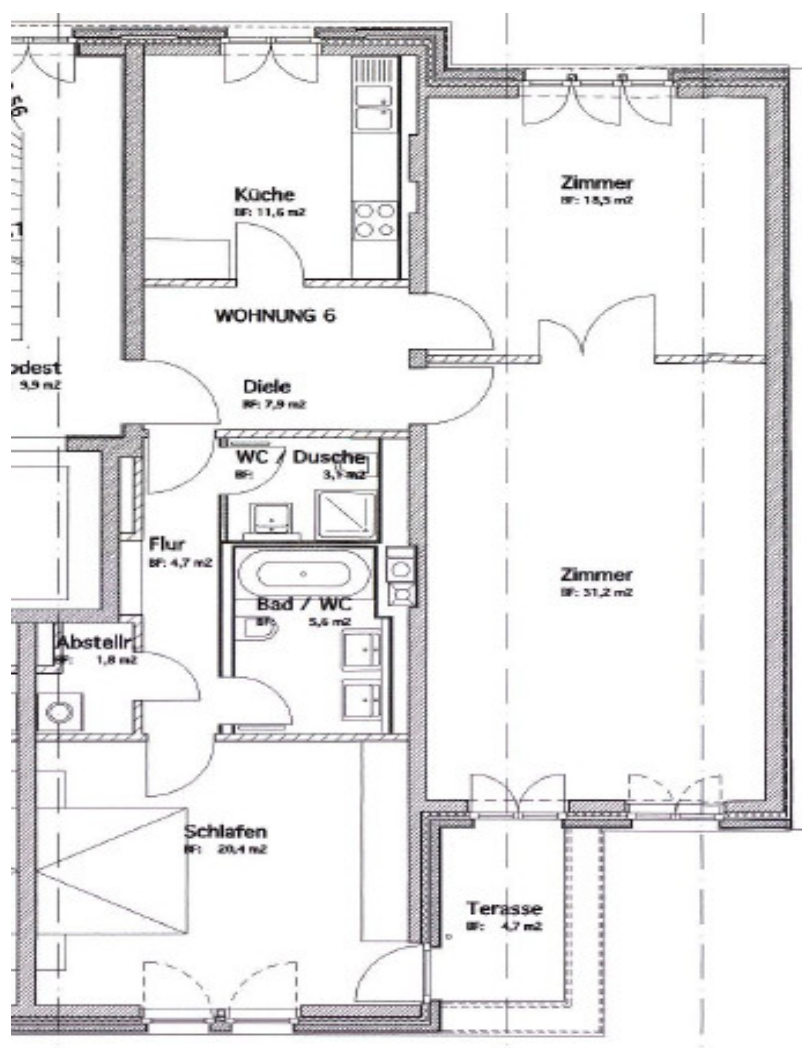 Küche
BF: 11,6 m2
Zimmer
BF: 18,5 m2
WOHNUNG 6
odest
9,9 m2
Diele
BF: 7,9 m2
WC / Dusche
BF: 3,1 m2
Flur
BF: 4,7 m2
Zimmer
BF: 31,2 m2
Bad / WC
BF: 5,6 m2
Abstellr
BF: 1,8 m2
Schlafen
BF: 20,4 m2
Terasse
BF: 4,7 m2